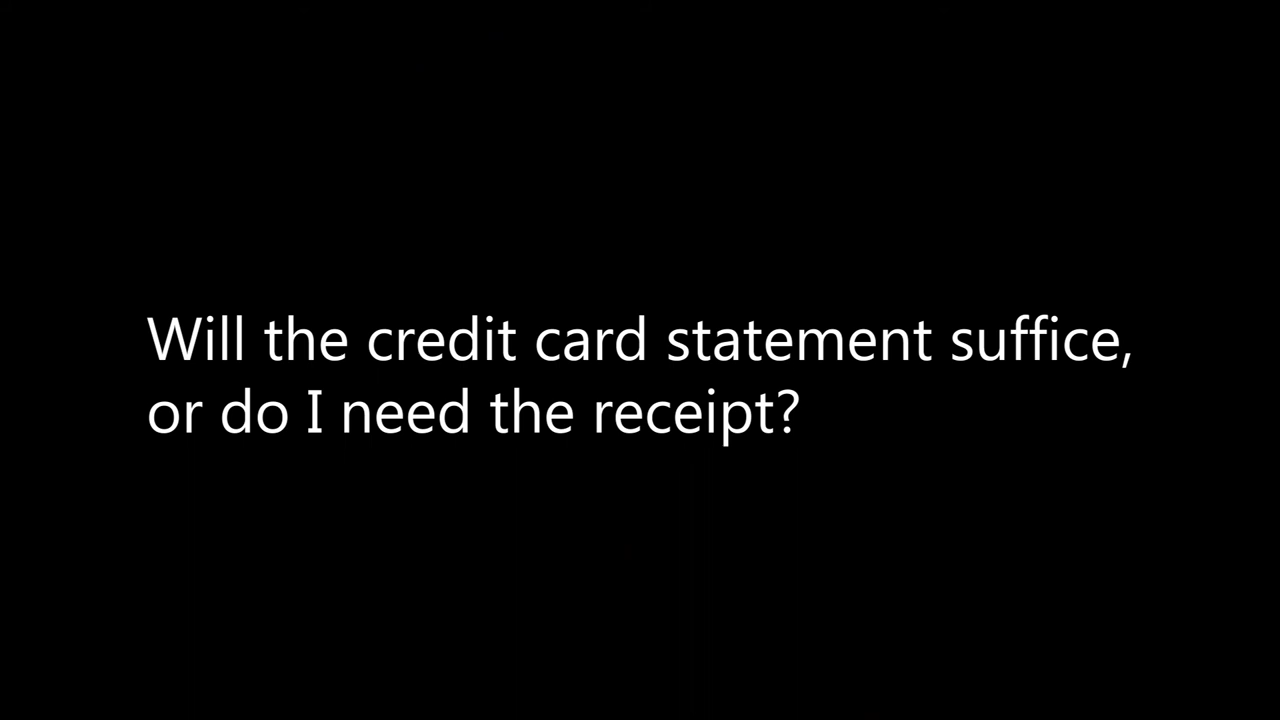 Will the credit card statement suffice,
or do I need the receipt?